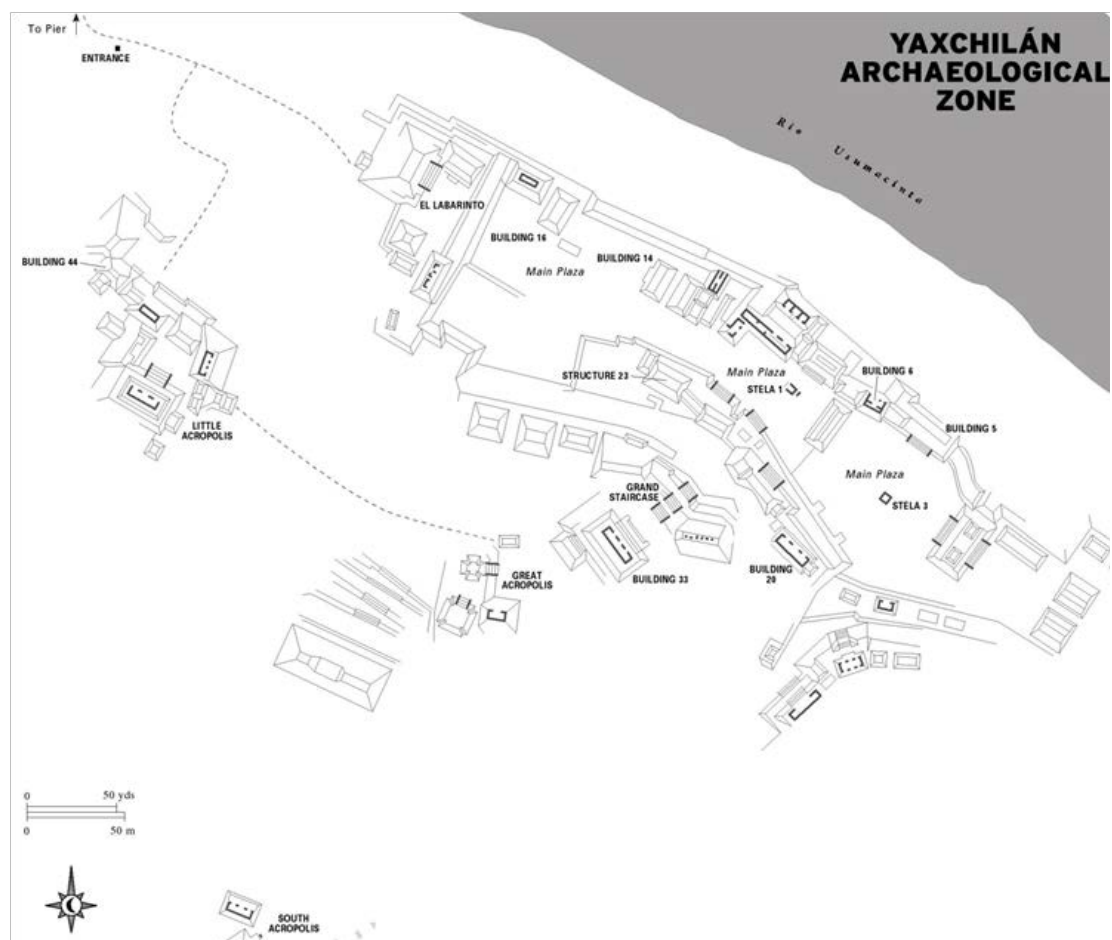 To Pier
ENTRANCE
YAXCHILÁN
ARCHAEOLOGICAL
ZONE
Río Usumacinta
EL LABARINTO
BUILDING 16
BUILDING 14
Main Plaza
BUILDING 44
STRUCTURE 23
Main Plaza
STELA 1
BUILDING 6
LITTLE
ACROPOLIS
BUILDING 5
Main Plaza
STELA 3
GRAND
STAIRCASE
GREAT
ACROPOLIS
BUILDING 33
BUILDING
20
0 50 yds
0 50 m
SOUTH
ACROPOLIS